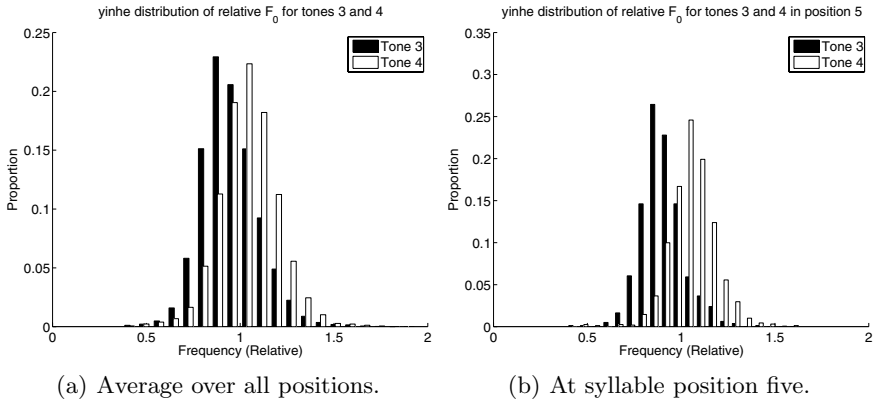 yinhe distribution of relative F₀ for tones 3 and 4
0.25
0.2
0.15
0.1
0.05
0
Proportion
Tone 3
Tone 4
0 0.5 1 1.5 2
Frequency (Relative)
(a) Average over all positions.
yinhe distribution of relative F₀ for tones 3 and 4 in position 5
0.35
0.3
0.25
0.2
0.15
0.1
0.05
0
Proportion
Tone 3
Tone 4
0 0.5 1 1.5 2
Frequency (Relative)
(b) At syllable position five.